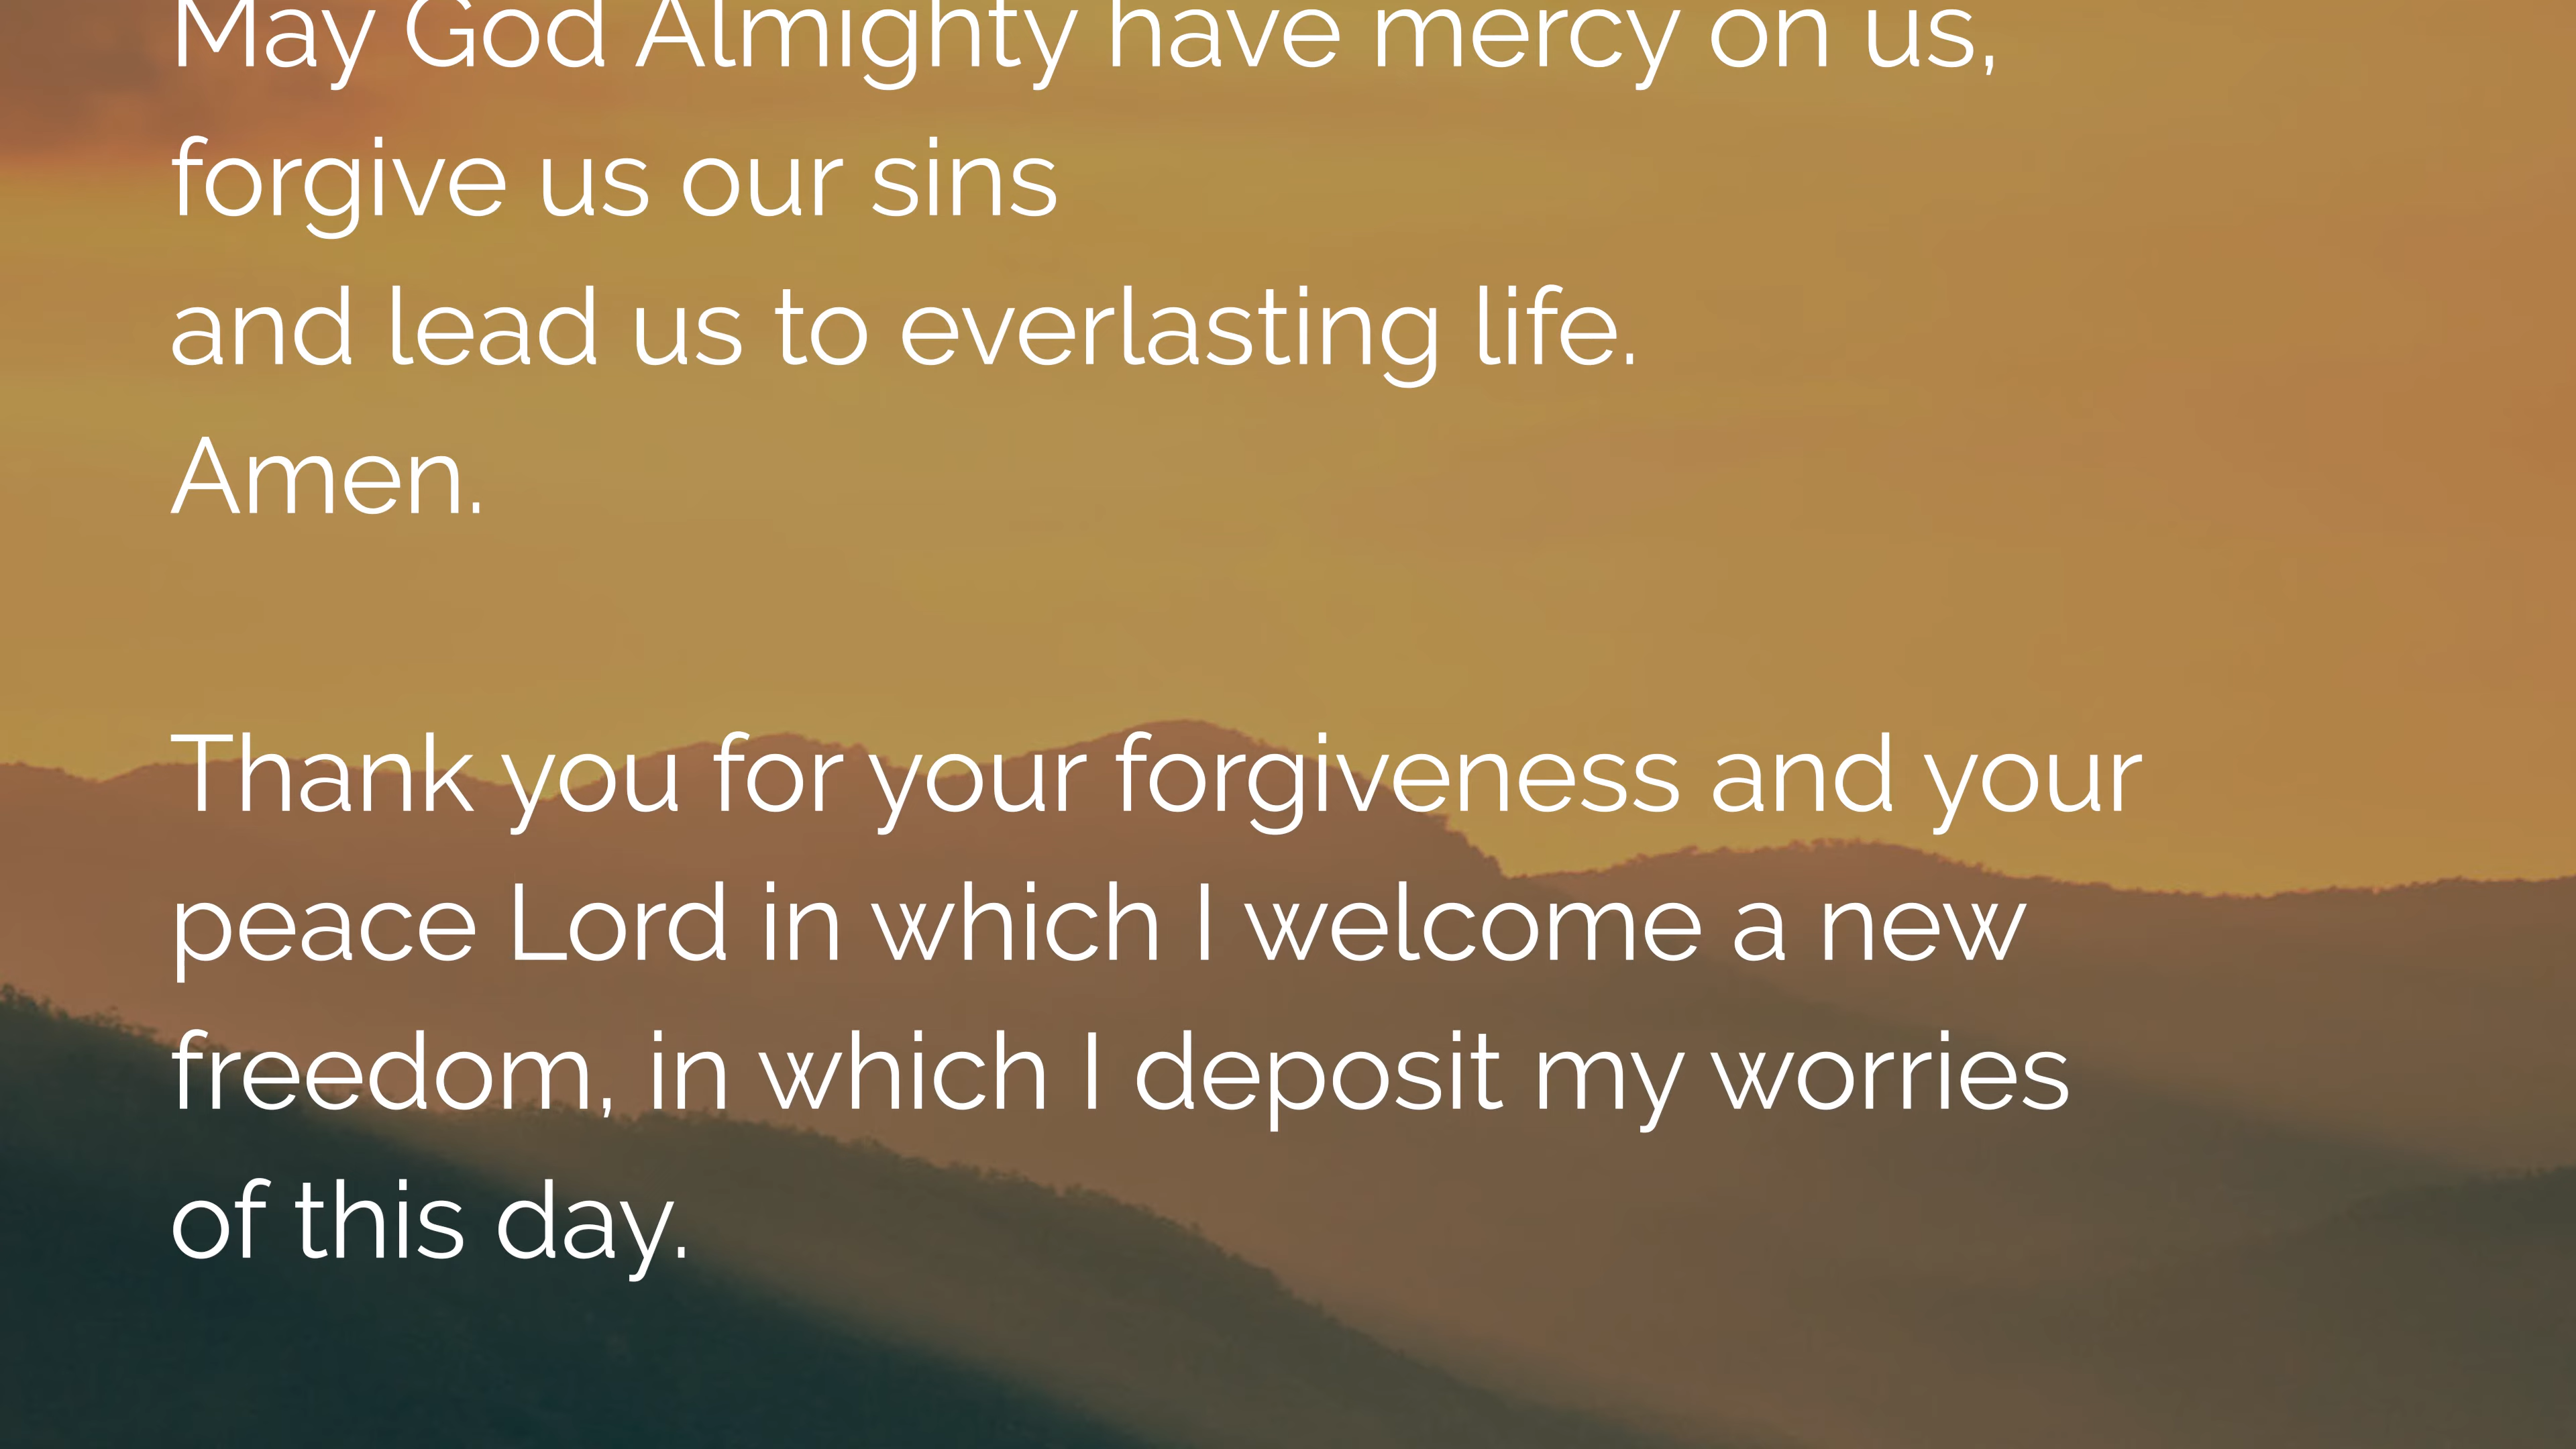 May God Almighty have mercy on us,
forgive us our sins
and lead us to everlasting life.
Amen.
Thank you for your forgiveness and your
peace Lord in which I welcome a new
freedom, in which I deposit my worries
of this day.